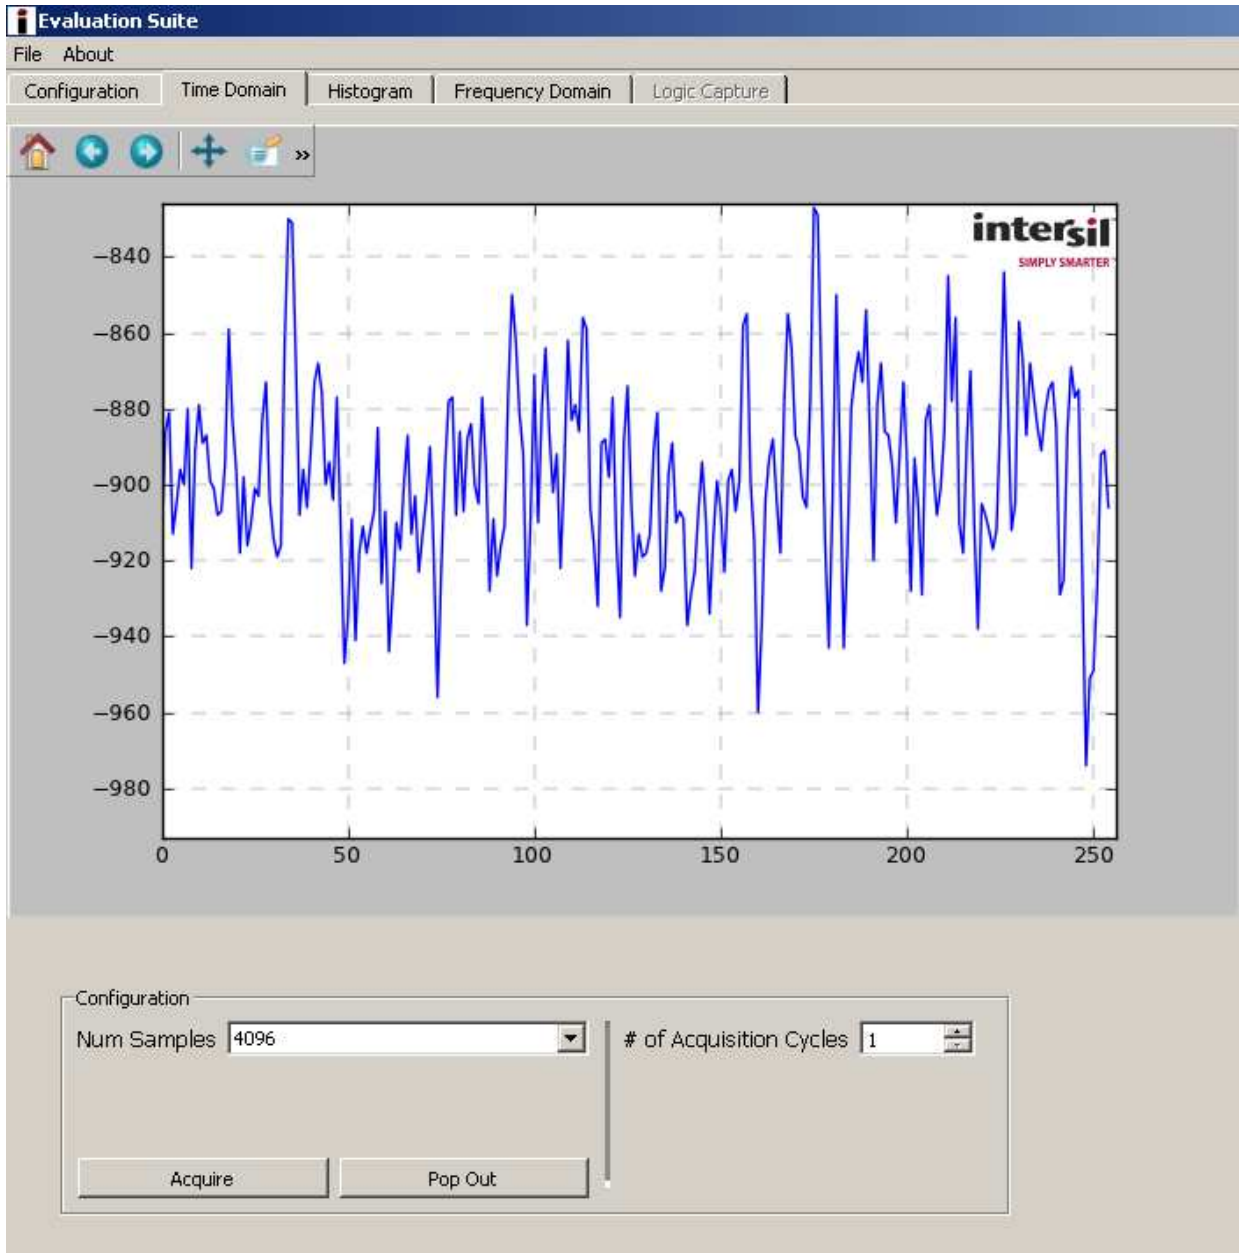 Evaluation Suite
File About
Configuration Time Domain Histogram Frequency Domain Logic Capture
»
intersil
SIMPLY SMARTER
−840
−860
−880
−900
−920
−940
−960
−980
0 50 100 150 200 250
Configuration
Num Samples 4096 # of Acquisition Cycles 1
Acquire Pop Out